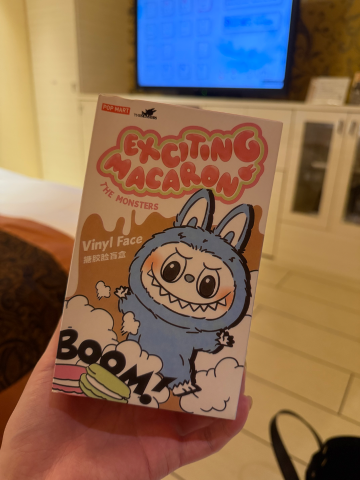 POP MART
EXCITING
MACARON
THE MONSTERS
Vinyl Face
搪胶脸盲盒
BOOM!